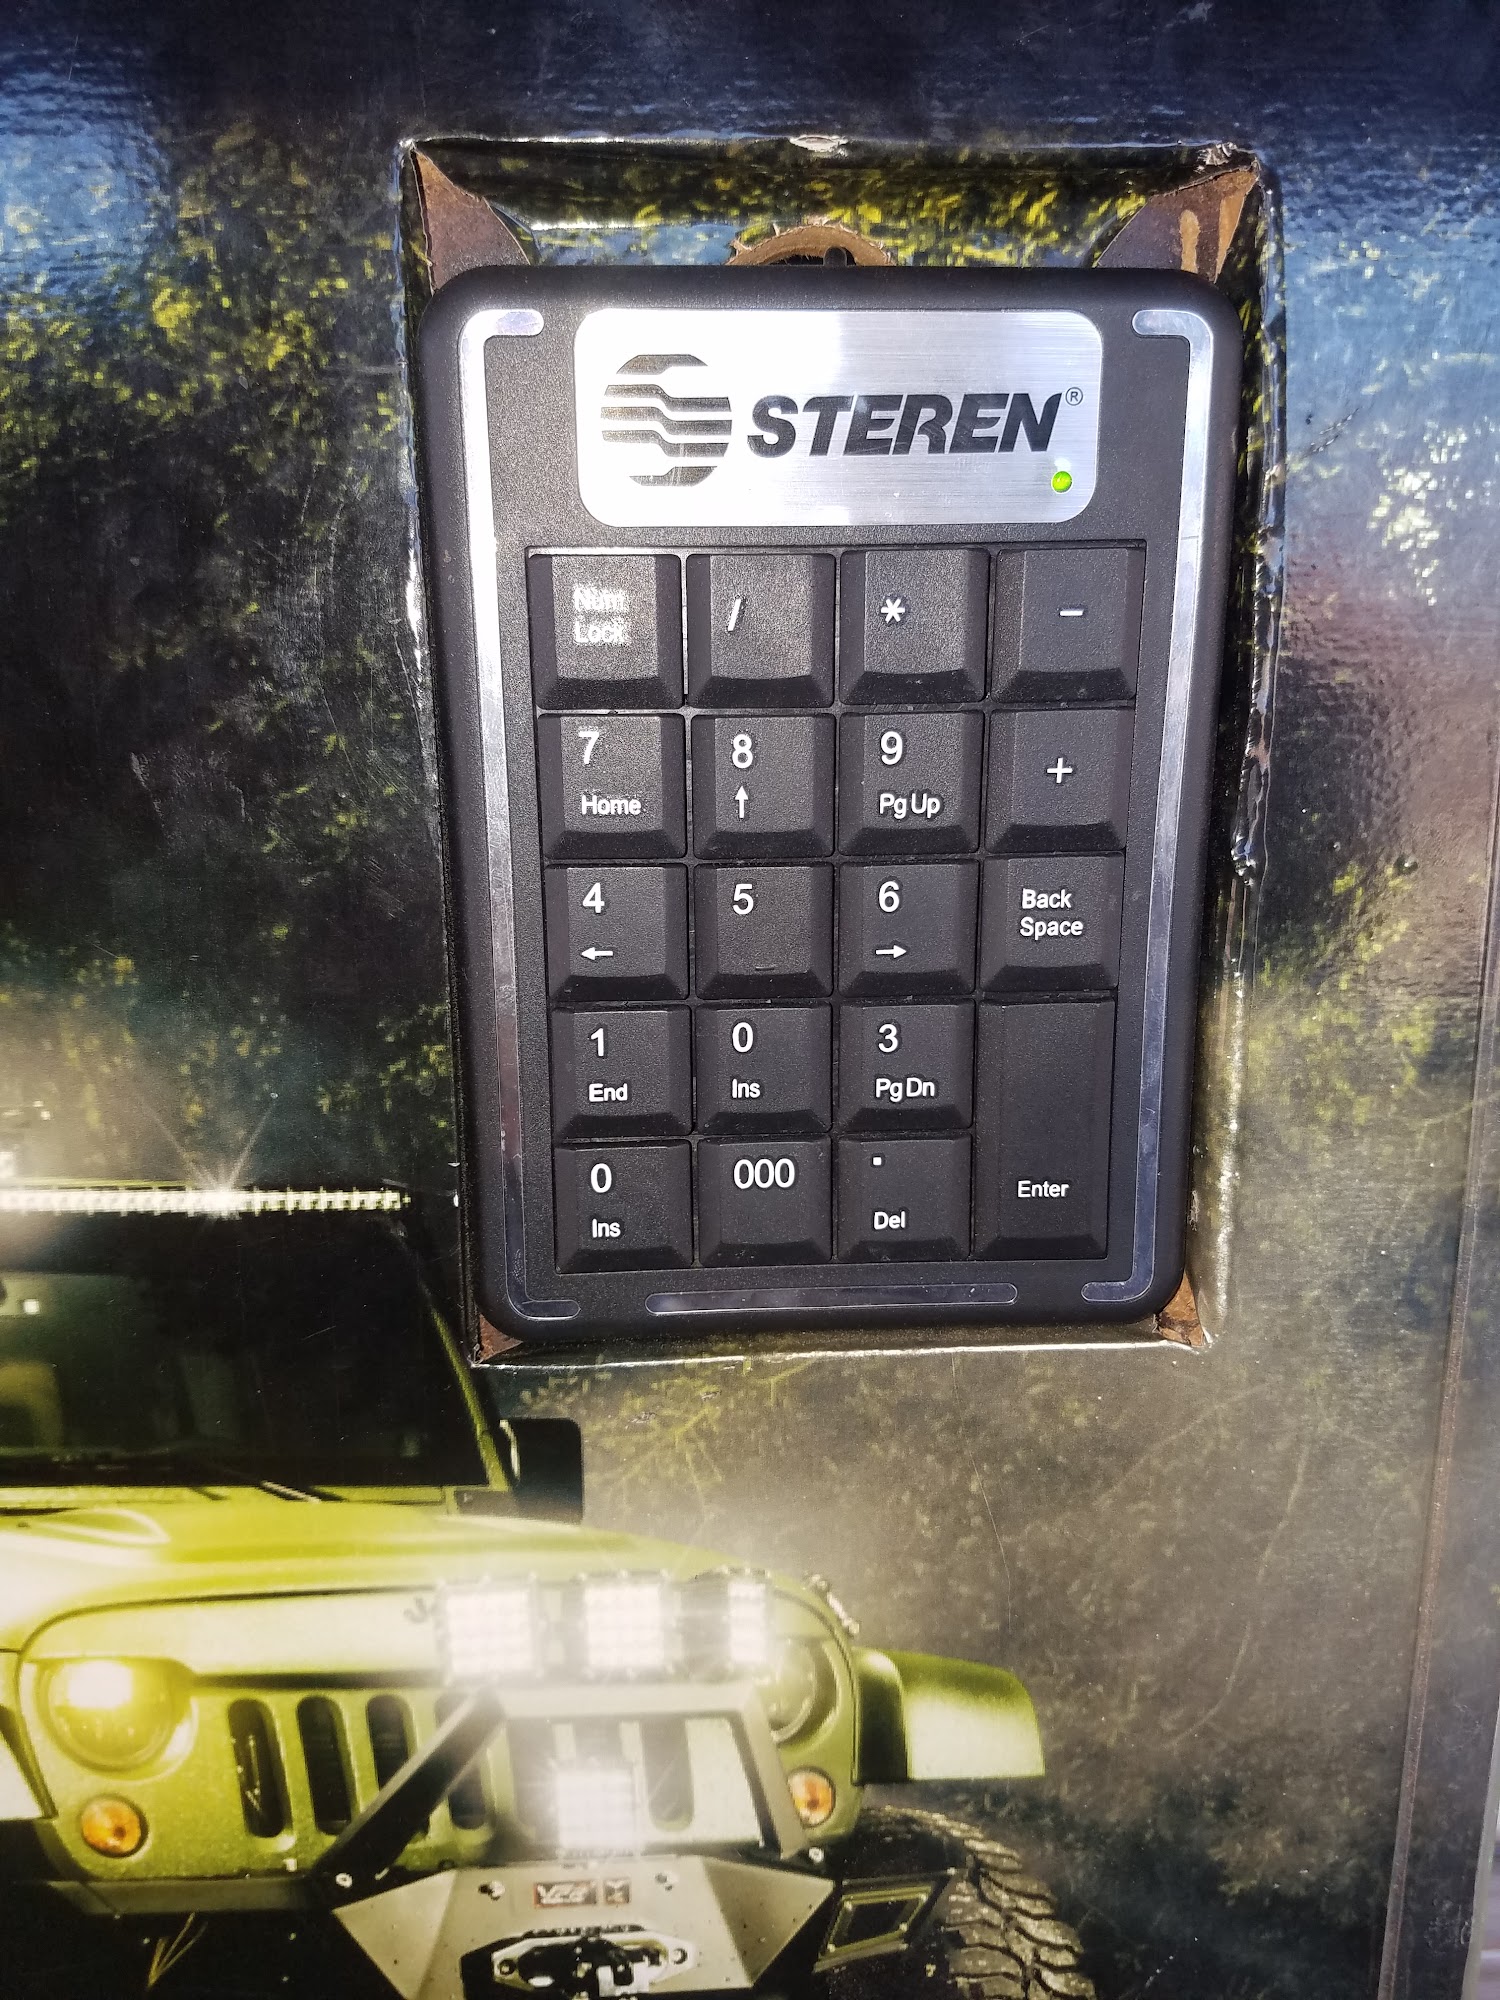 STEREN®
Num
Lock
/
*
-
7
Home
8
↑
9
Pg Up
+
4
←
5
6
→
Back
Space
1
End
0
Ins
3
Pg Dn
0
Ins
000
.
Del
Enter